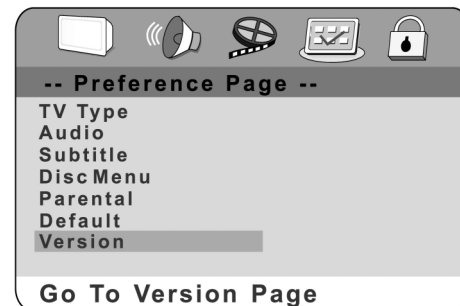 -- Preference Page --
TV Type
Audio
Subtitle
Disc Menu
Parental
Default
Version
Go To Version Page